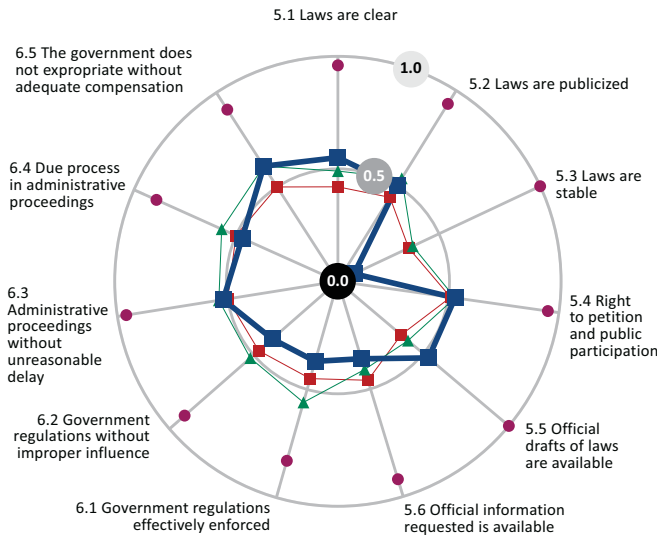 5.1 Laws are clear
1.0
5.2 Laws are publicized
0.5
5.3 Laws are
stable
0.0
5.4 Right
to petition
and public
participation
5.5 Official
drafts of laws
are available
5.6 Official information
requested is available
6.1 Government regulations
effectively enforced
6.2 Government
regulations without
improper influence
6.3
Administrative
proceedings
without
unreasonable
delay
6.4 Due process
in administrative
proceedings
6.5 The government does
not expropriate without
adequate compensation